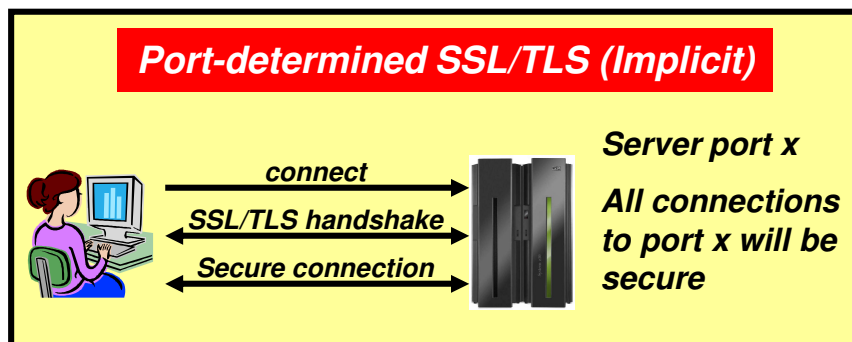 Port-determined SSL/TLS (Implicit)
connect
SSL/TLS handshake
Secure connection
Server port x
All connections
to port x will be
secure